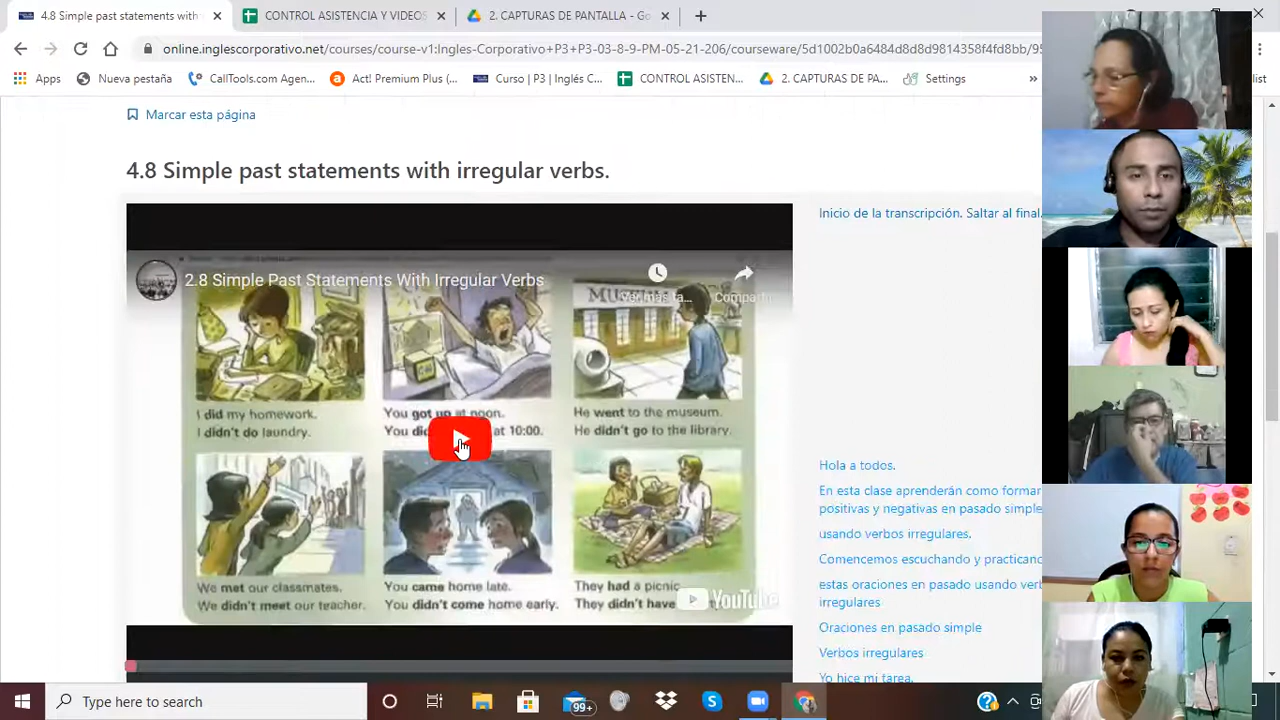 4.8 Simple past statements with
CONTROL ASISTENCIA Y VIDEOS
2. CAPTURAS DE PANTALLA - Go
online.inglescorporativo.net/courses/course-v1:Ingles-Corporativo+P3+P3-03-8-9-PM-05-21-206/courseware/5d1002b0a6484d8d8d9814358f4fd8bb/95
Apps
Nueva pestaña
CallTools.com Agen...
Act! Premium Plus (...
Curso | P3 | Inglés C...
CONTROL ASISTEN...
2. CAPTURAS DE PA...
Settings
»
Marcar esta página
4.8 Simple past statements with irregular verbs.
Inicio de la transcripción. Saltar al final.
2.8 Simple Past Statements With Irregular Verbs
Ver más ta...
Compartir
MUS
I did my homework.
I didn't do laundry.
You got up at noon.
You did at 10:00.
He went to the museum.
He didn't go to the library.
We met our classmates.
We didn't meet our teacher.
You came home late.
You didn't come home early.
They had a picnic
They didn't have
YouTube
Hola a todos.
En esta clase aprenderán como formar
positivas y negativas en pasado simple
usando verbos irregulares.
Comencemos escuchando y practicando
estas oraciones en pasado usando verb
irregulares
Oraciones en pasado simple
Verbos irregulares
Yo hice mi tarea.
Type here to search
99+